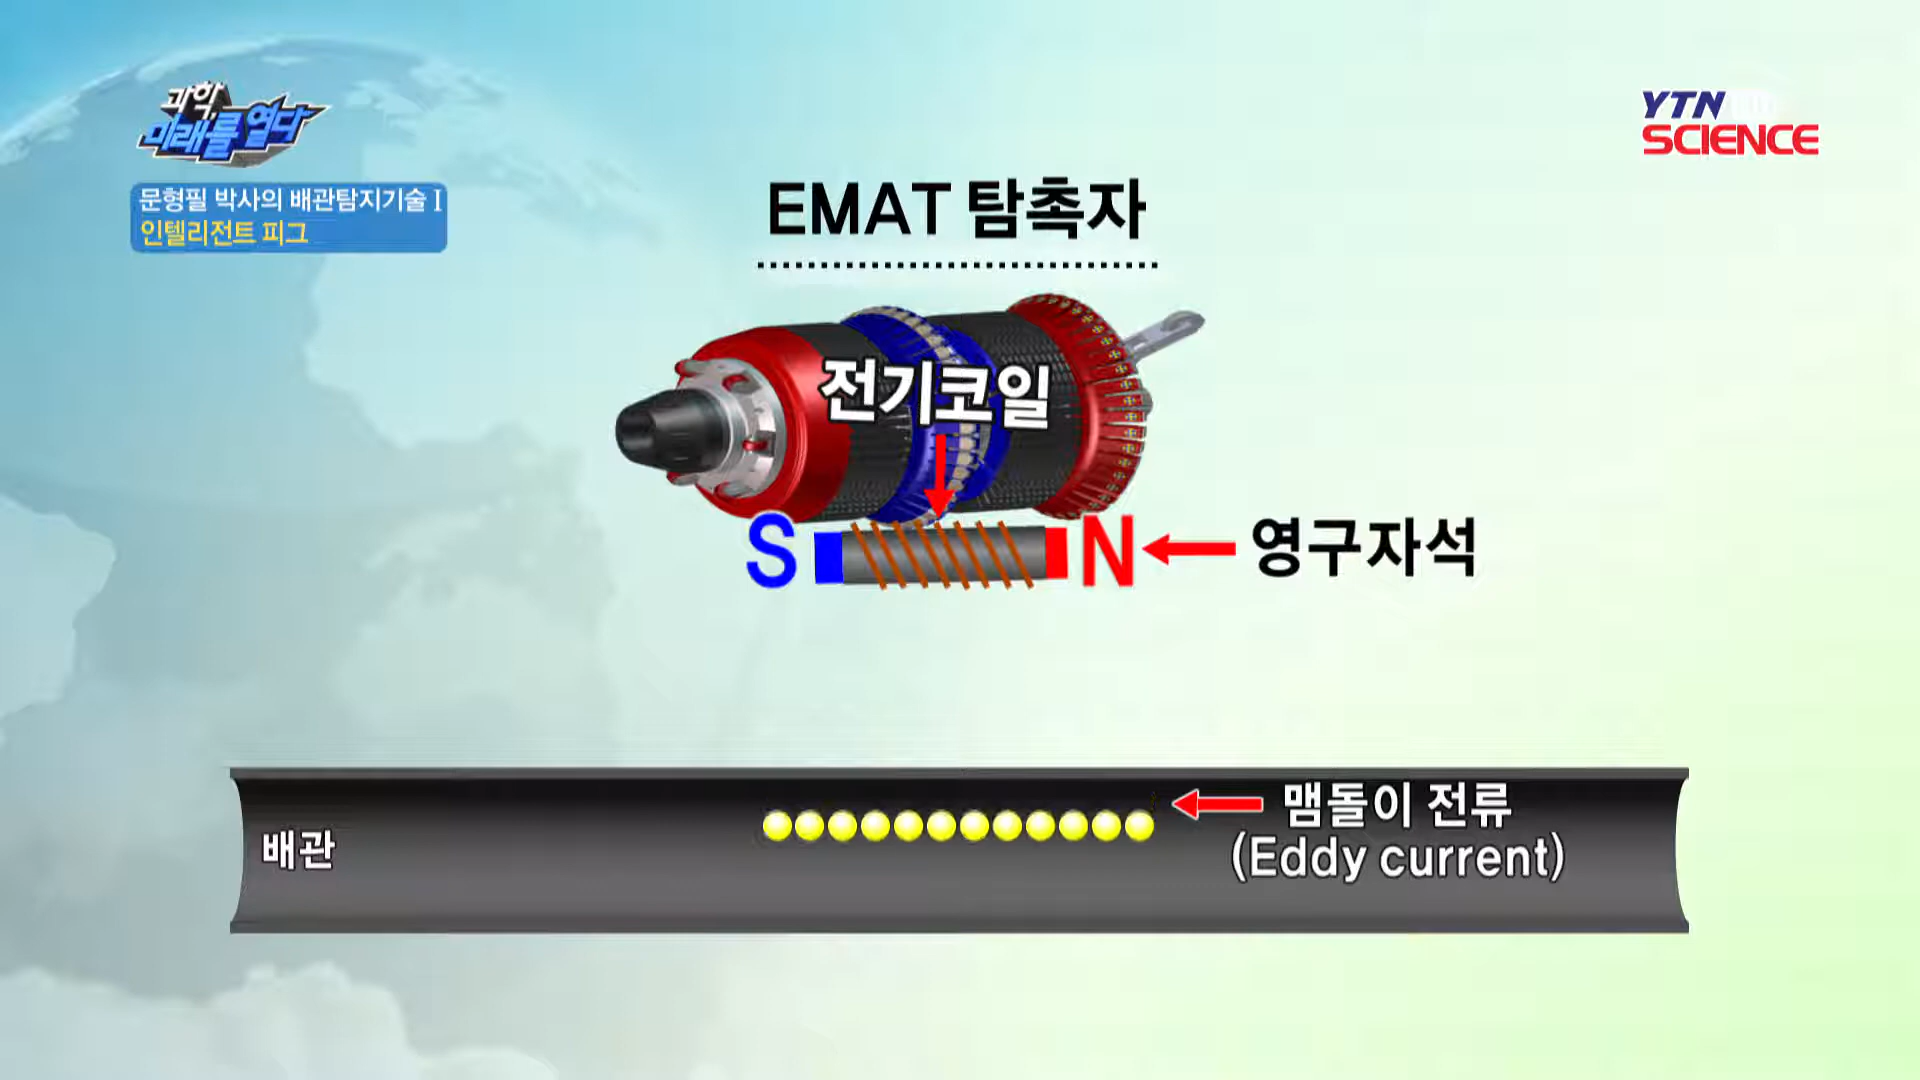 과학,
미래를 열다
YTN
SCIENCE
문형필 박사의 배관탐지기술 I
인텔리전트 피그
EMAT 탐촉자
전기코일
S
N
영구자석
맴돌이 전류
(Eddy current)
배관